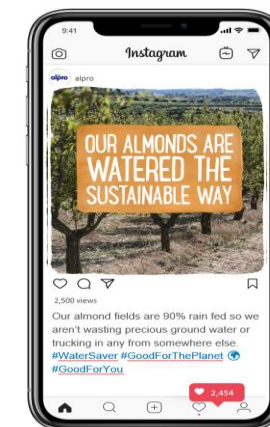 9:41
Instagram
alpro alpro
OUR ALMONDS ARE
WATERED THE
SUSTAINABLE WAY
2,500 views
Our almond fields are 90% rain fed so we
aren't wasting precious ground water or
trucking in any from somewhere else.
#WaterSaver #GoodForThePlanet
#GoodForYou
2,454